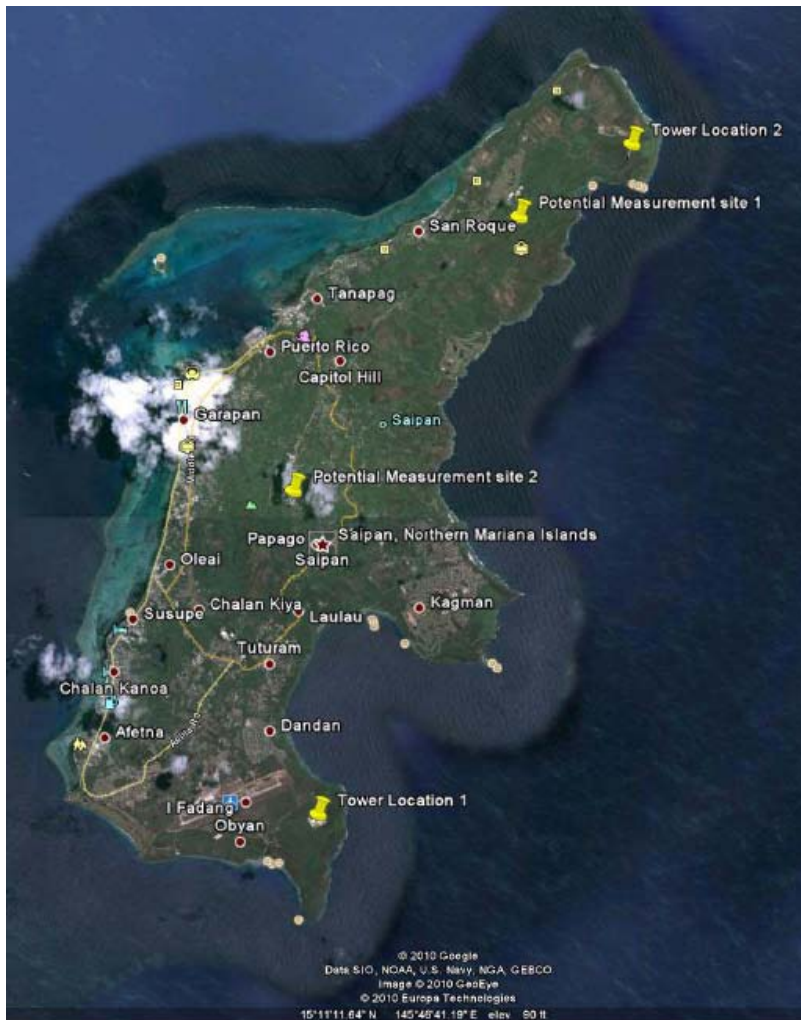 Tower Location 2
Potential Measurement site 1
San Roque
Tanapag
Puerto Rico
Capitol Hill
Garapan
Saipan
Potential Measurement site 2
Saipan, Northern Mariana Islands
Papago
Saipan
Oleai
Kagman
Chalan Kiya
Laulau
Susupe
Tuturam
Chalan Kanoa
Dandan
Afetna
Tower Location 1
I Fadang
Obyan
© 2010 Google
Data SIO, NOAA, U.S. Navy, NGA, GEBCO
Image © 2010 GeoEye
© 2010 Europa Technologies
15°11'11.64" N 145°46'41.19" E elev 90 ft